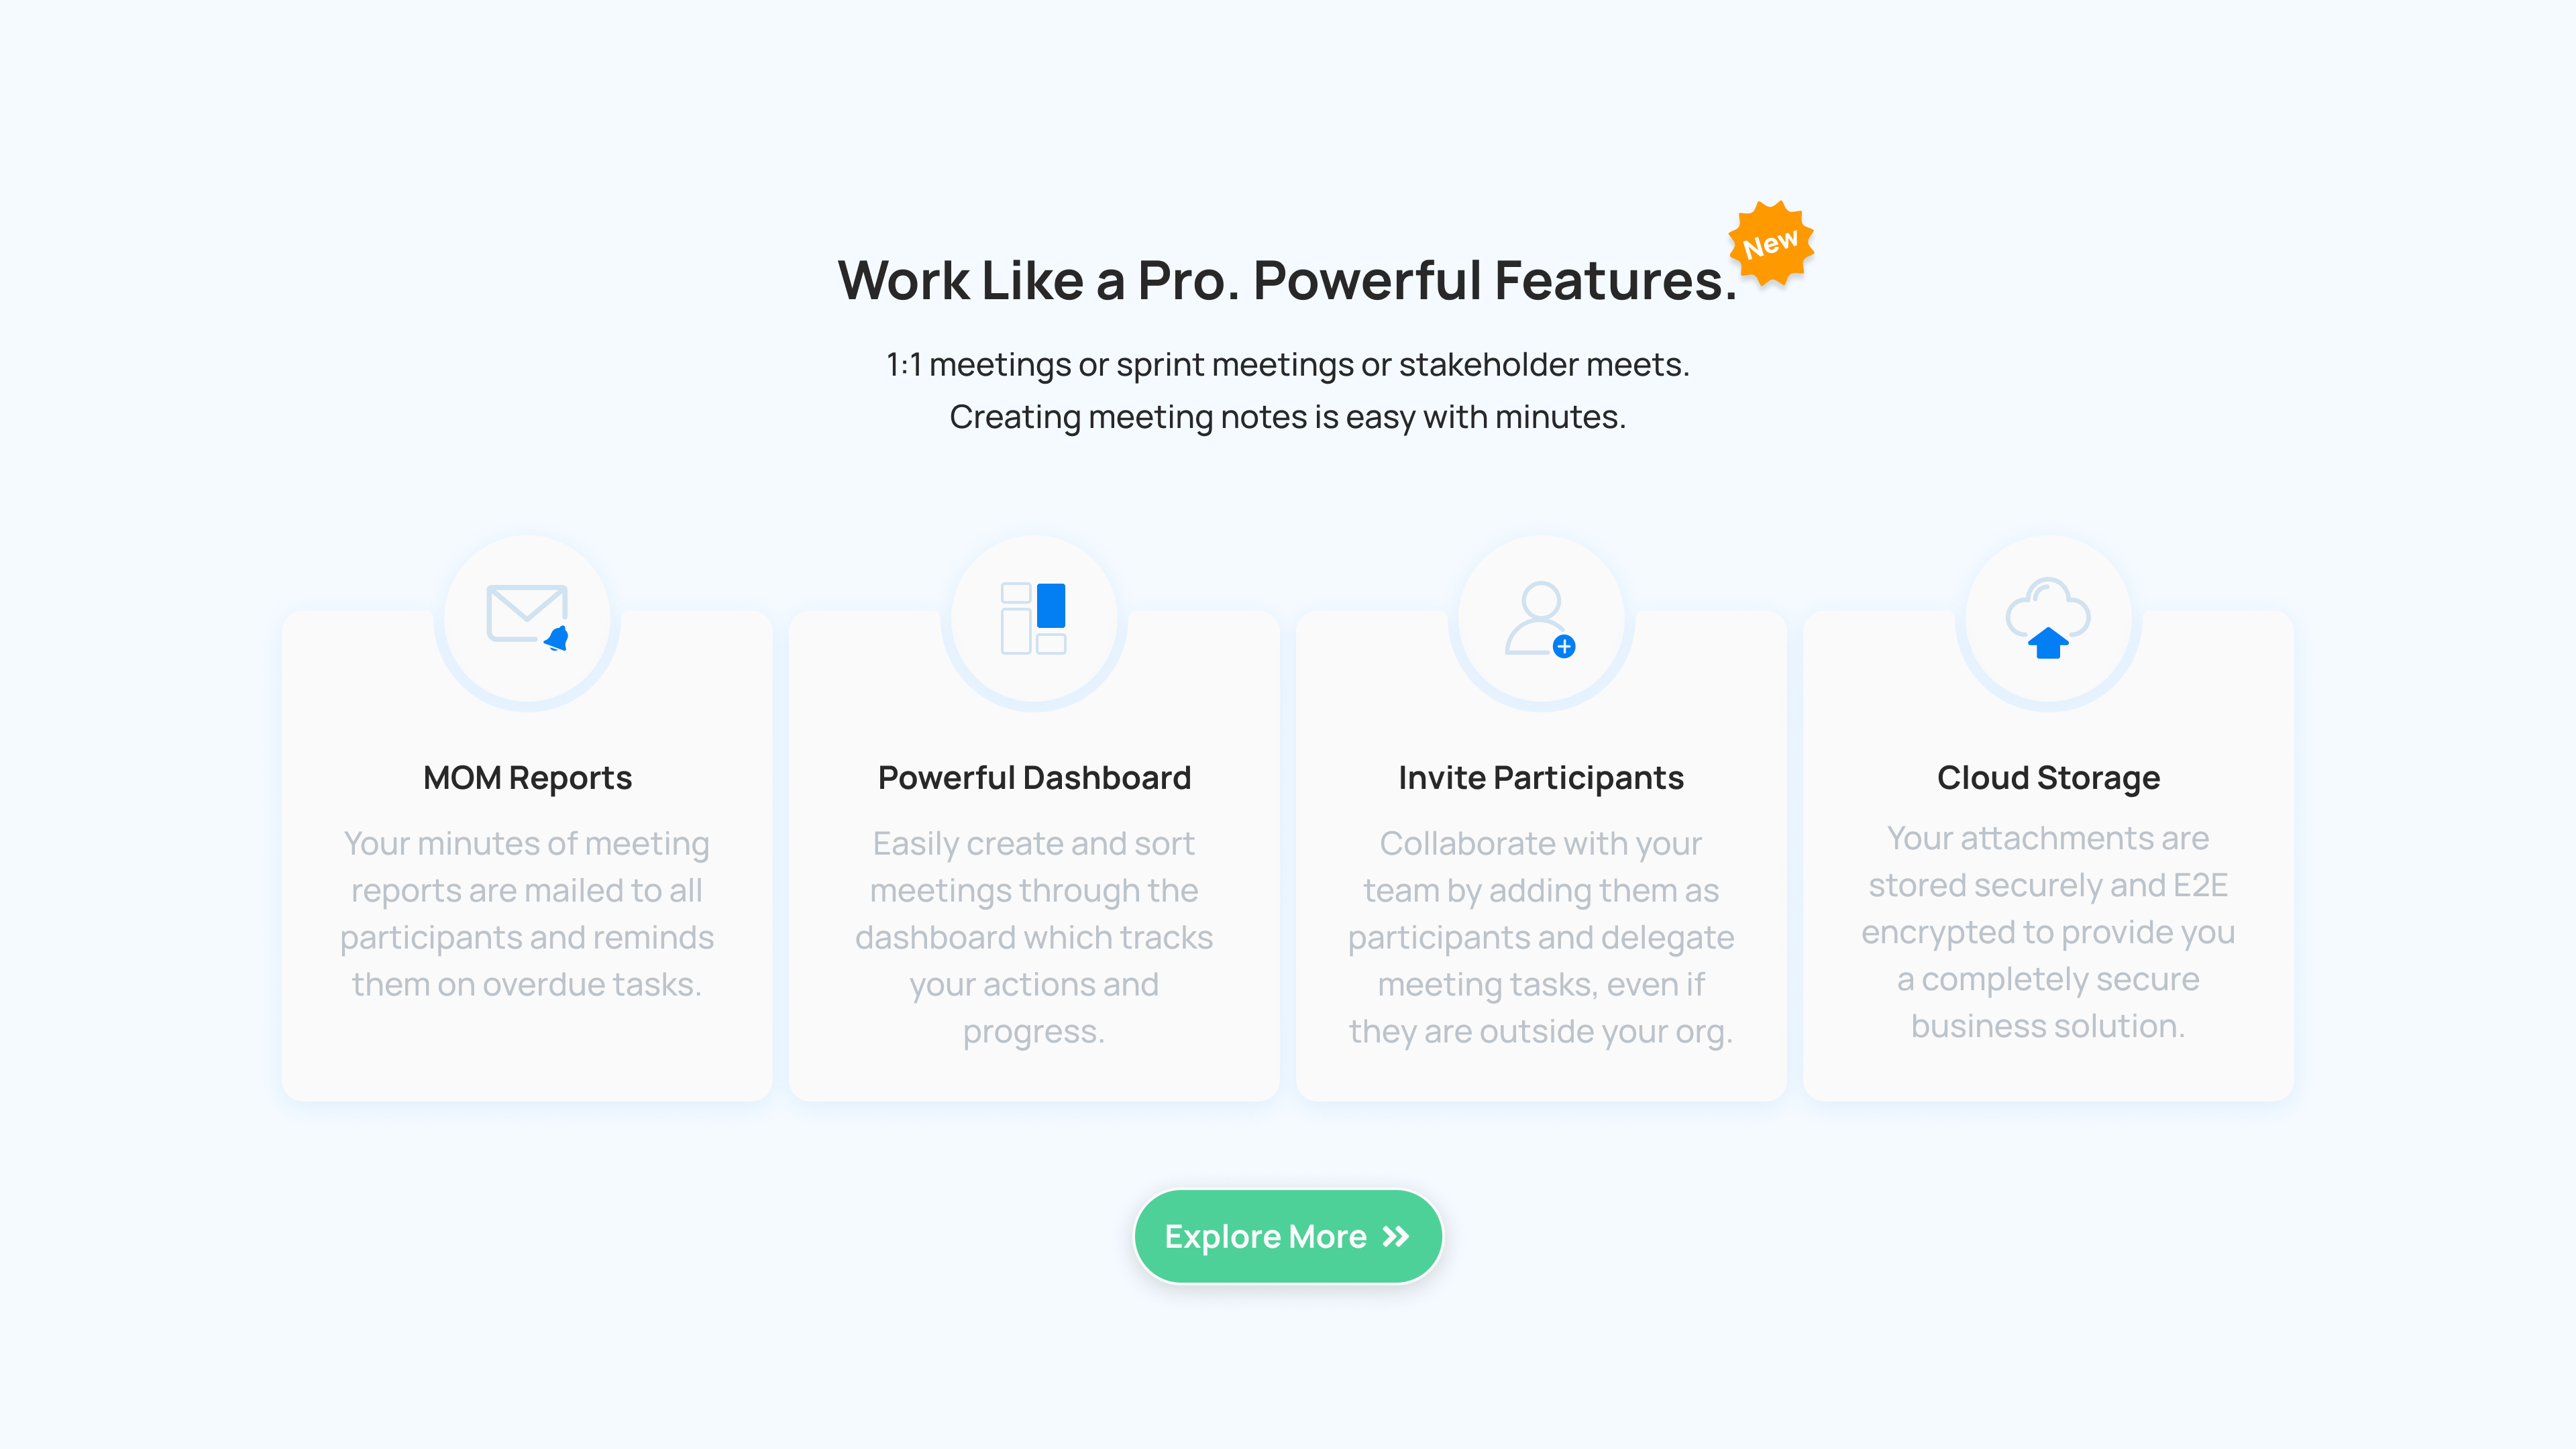 New
Work Like a Pro. Powerful Features.
1:1 meetings or sprint meetings or stakeholder meets.
Creating meeting notes is easy with minutes.
MOM Reports
Your minutes of meeting
reports are mailed to all
participants and reminds
them on overdue tasks.
Powerful Dashboard
Easily create and sort
meetings through the
dashboard which tracks
your actions and
progress.
Invite Participants
Collaborate with your
team by adding them as
participants and delegate
meeting tasks, even if
they are outside your org.
Cloud Storage
Your attachments are
stored securely and E2E
encrypted to provide you
a completely secure
business solution.
Explore More